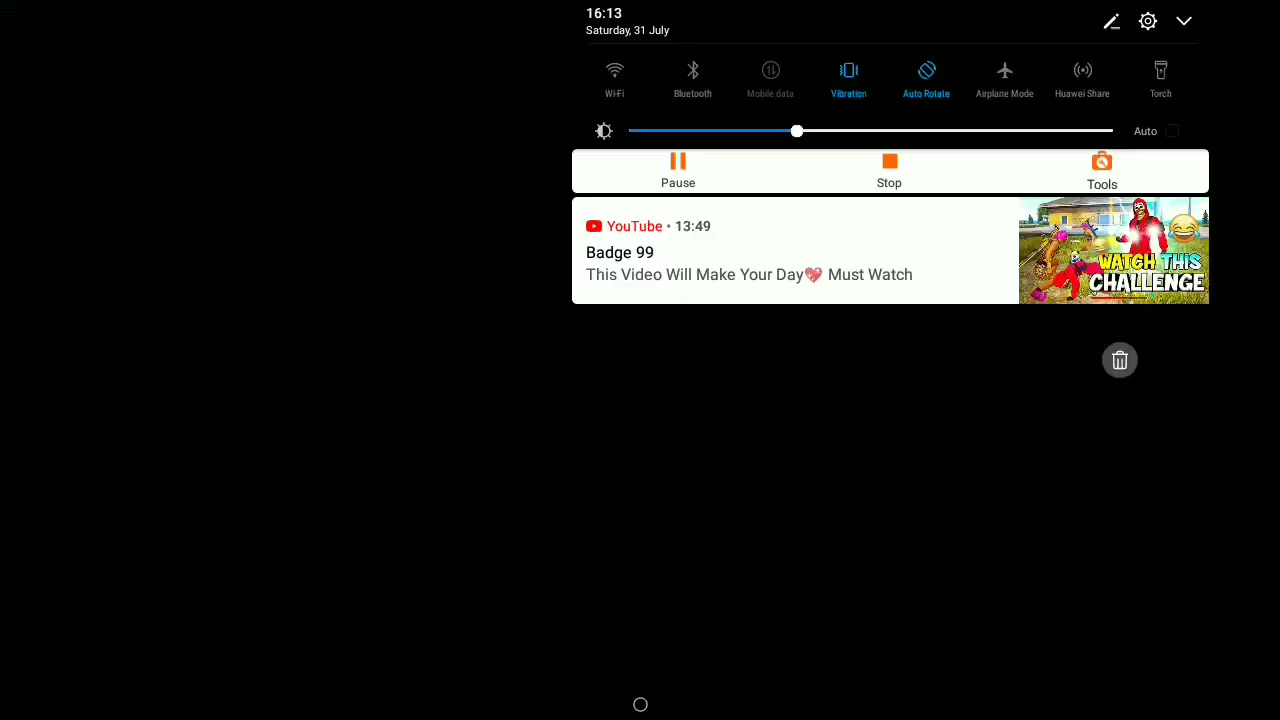 16:13
Saturday, 31 July
Wi-Fi
Bluetooth
Mobile data
Vibration
Auto Rotate
Airplane Mode
Huawei Share
Torch
Auto
Pause
Stop
Tools
YouTube • 13:49
Badge 99
This Video Will Make Your Day💖 Must Watch
WATCH THIS
CHALLENGE